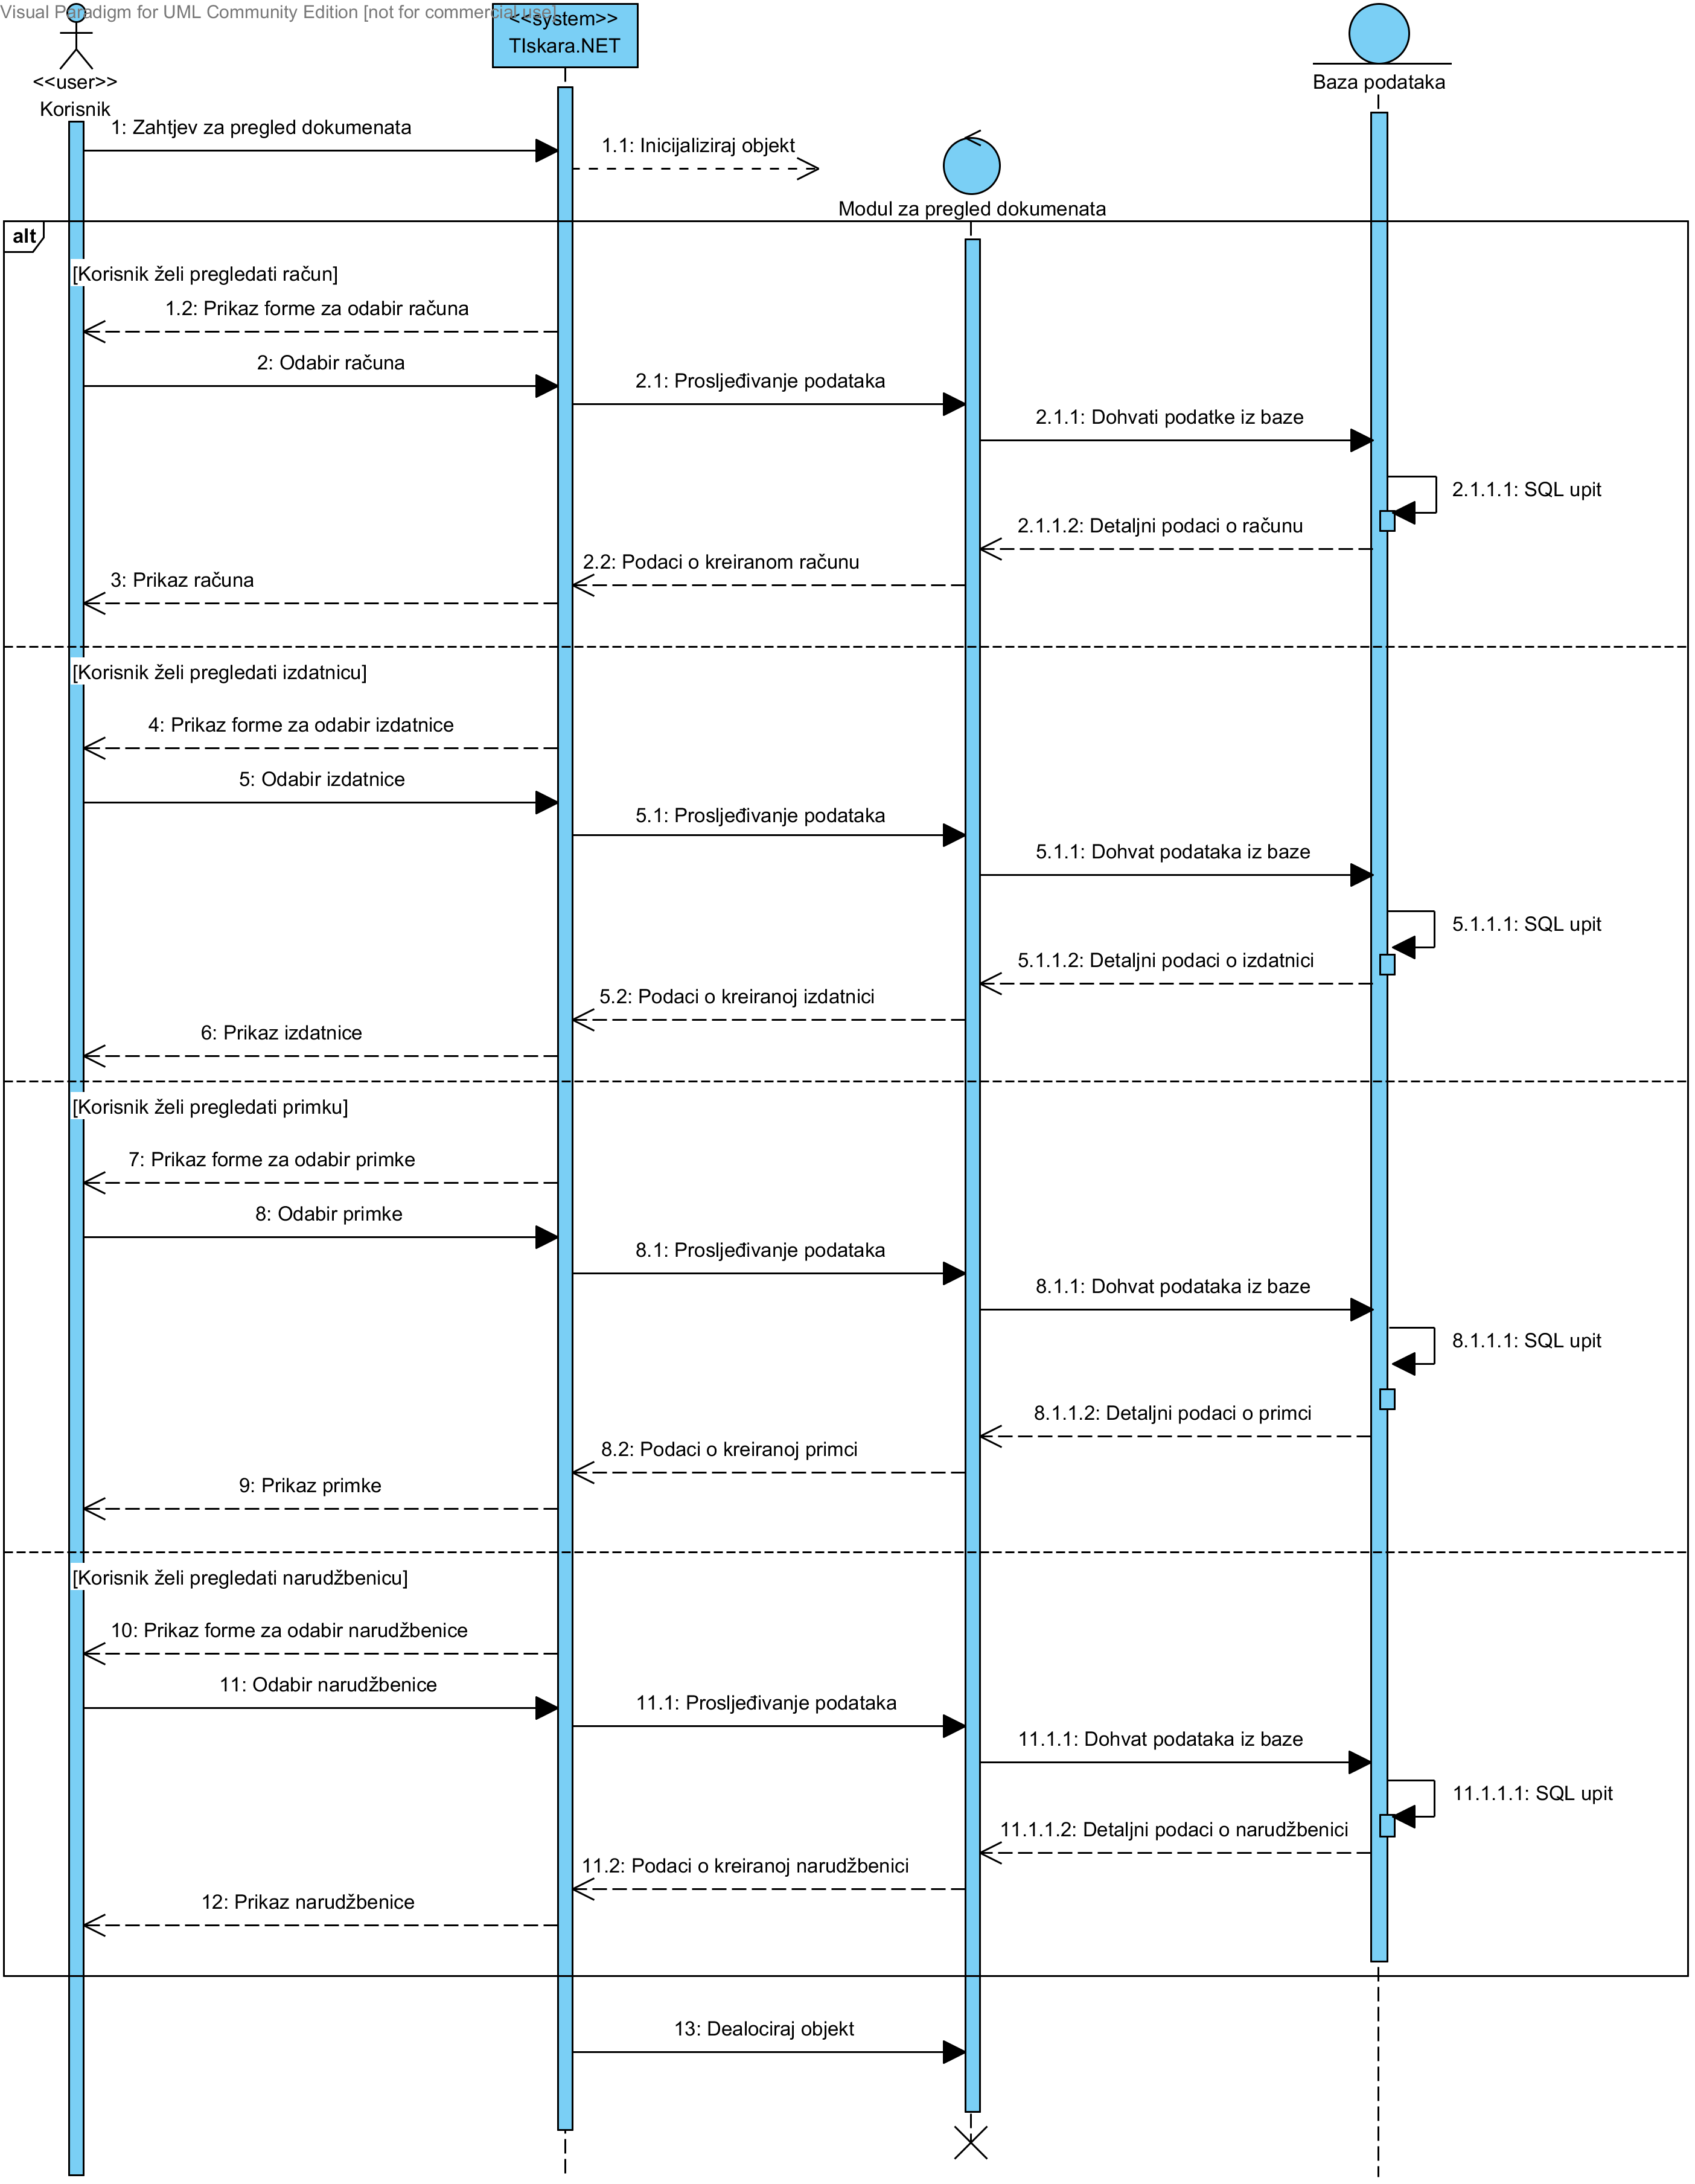 Visual Paradigm for UML Community Edition [not for commercial use]
<<system>>
TIskara.NET
<<user>>
Korisnik
Baza podataka
1: Zahtjev za pregled dokumenata
1.1: Inicijaliziraj objekt
Modul za pregled dokumenata
alt
[Korisnik želi pregledati račun]
1.2: Prikaz forme za odabir računa
2: Odabir računa
2.1: Prosljeđivanje podataka
2.1.1: Dohvati podatke iz baze
2.1.1.1: SQL upit
2.1.1.2: Detaljni podaci o računu
2.2: Podaci o kreiranom računu
3: Prikaz računa
[Korisnik želi pregledati izdatnicu]
4: Prikaz forme za odabir izdatnice
5: Odabir izdatnice
5.1: Prosljeđivanje podataka
5.1.1: Dohvat podataka iz baze
5.1.1.1: SQL upit
5.1.1.2: Detaljni podaci o izdatnici
5.2: Podaci o kreiranoj izdatnici
6: Prikaz izdatnice
[Korisnik želi pregledati primku]
7: Prikaz forme za odabir primke
8: Odabir primke
8.1: Prosljeđivanje podataka
8.1.1: Dohvat podataka iz baze
8.1.1.1: SQL upit
8.1.1.2: Detaljni podaci o primci
8.2: Podaci o kreiranoj primci
9: Prikaz primke
[Korisnik želi pregledati narudžbenicu]
10: Prikaz forme za odabir narudžbenice
11: Odabir narudžbenice
11.1: Prosljeđivanje podataka
11.1.1: Dohvat podataka iz baze
11.1.1.1: SQL upit
11.1.1.2: Detaljni podaci o narudžbenici
11.2: Podaci o kreiranoj narudžbenici
12: Prikaz narudžbenice
13: Dealociraj objekt